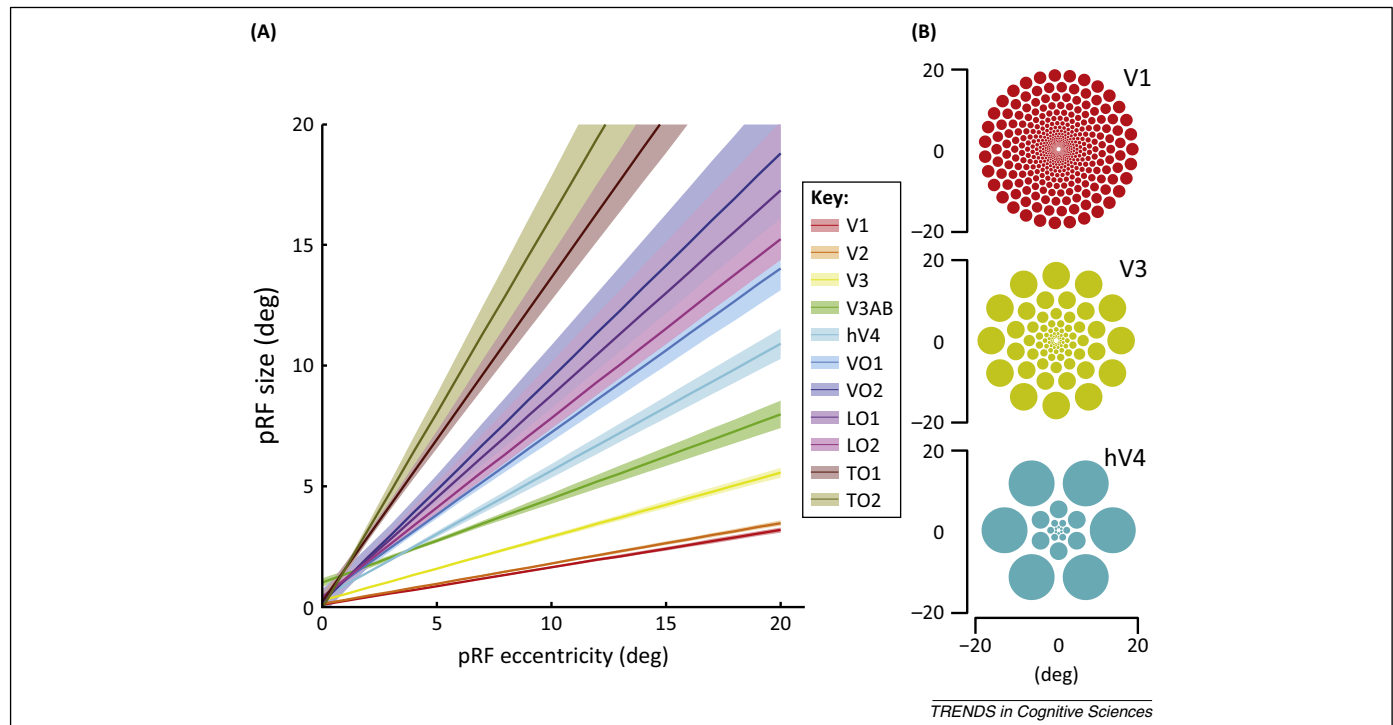 (A)
20
15
10
5
0
pRF size (deg)
0 5 10 15 20
pRF eccentricity (deg)
Key:
V1
V2
V3
V3AB
hV4
VO1
VO2
LO1
LO2
TO1
TO2
(B)
V1
20
0
−20
V3
20
0
−20
hV4
20
0
−20
−20 0 20
(deg)
TRENDS in Cognitive Sciences